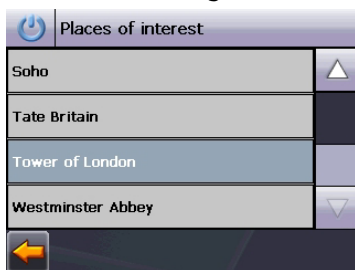 Places of interest
Soho
Tate Britain
Tower of London
Westminster Abbey